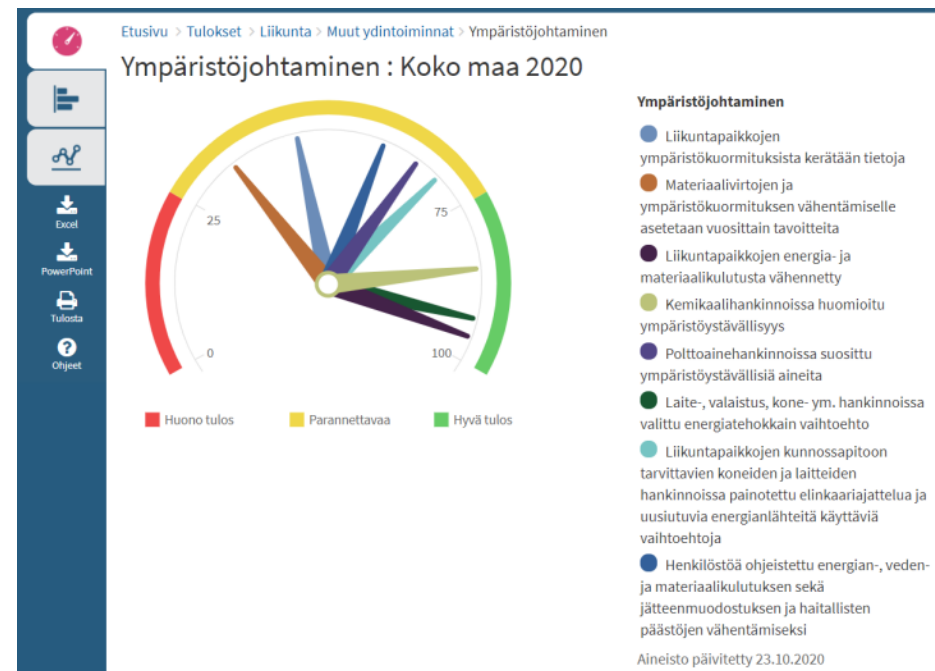 Etusivu > Tulokset > Liikunta > Muut ydintoiminnat > Ympäristöjohtaminen
Ympäristöjohtaminen : Koko maa 2020
Excel
PowerPoint
Tulosta
Ohjeet
25
75
0
100
Huono tulos
Parannettavaa
Hyvä tulos
Ympäristöjohtaminen
Liikuntapaikkojen
ympäristökuormituksista kerätään tietoja
Materiaalivirtojen ja
ympäristökuormituksen vähentämiselle
asetetaan vuosittain tavoitteita
Liikuntapaikkojen energia- ja
materiaalikulutusta vähennetty
Kemikaalihankinnoissa huomioitu
ympäristöystävällisyys
Polttoainehankinnoissa suosittu
ympäristöystävällisiä aineita
Laite-, valaistus, kone- ym. hankinnoissa
valittu energiatehokkain vaihtoehto
Liikuntapaikkojen kunnossapitoon
tarvittavien koneiden ja laitteiden
hankinnoissa painotettu elinkaariajattelua ja
uusiutuvia energianlähteitä käyttäviä
vaihtoehtoja
Henkilöstöä ohjeistettu energian-, veden-
ja materiaalikulutuksen sekä
jätteenmuodostuksen ja haitallisten
päästöjen vähentämiseksi
Aineisto päivitetty 23.10.2020